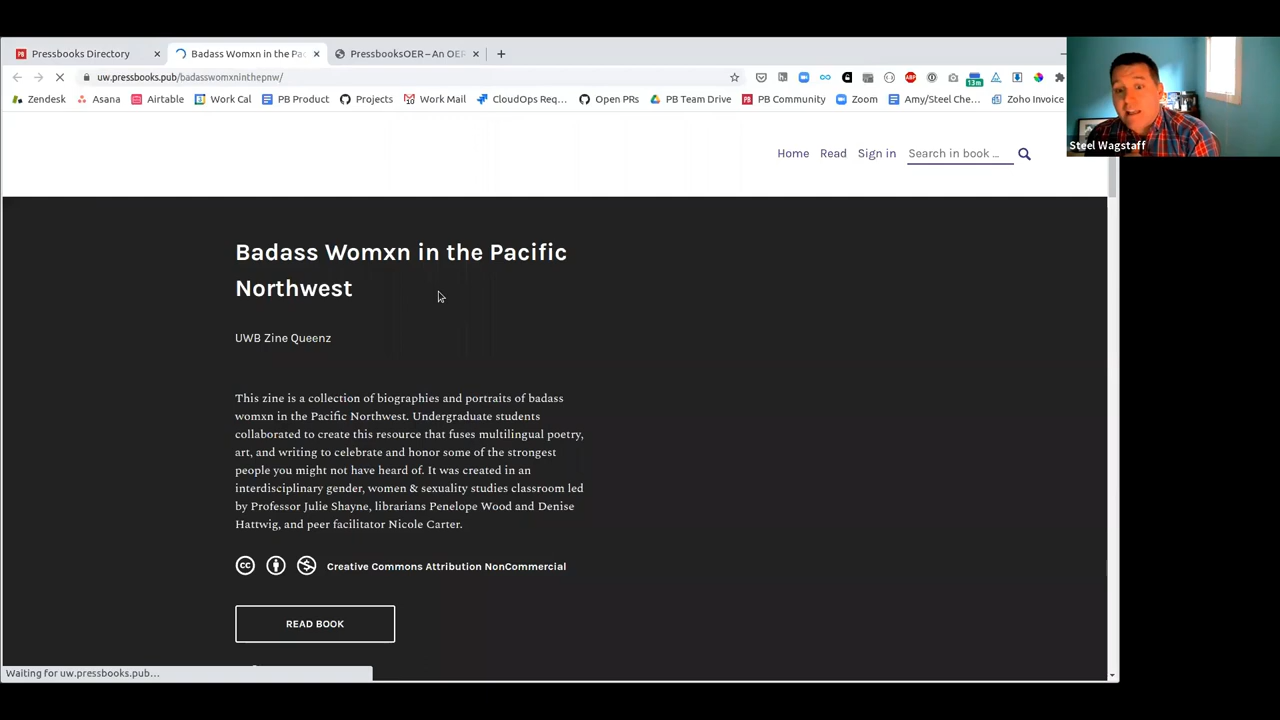 Pressbooks Directory
Badass Womxn in the Pac
PressbooksOER – An OER
uw.pressbooks.pub/badasswomxninthepnw/
Zendesk
Asana
Airtable
Work Cal
PB Product
Projects
Work Mail
CloudOps Req...
Open PRs
PB Team Drive
PB Community
Zoom
Amy/Steel Che...
Zoho Invoice
13m
ABP
Steel Wagstaff
Home Read Sign in Search in book ...
Badass Womxn in the Pacific
Northwest
UWB Zine Queenz
This zine is a collection of biographies and portraits of badass
womxn in the Pacific Northwest. Undergraduate students
collaborated to create this resource that fuses multilingual poetry,
art, and writing to celebrate and honor some of the strongest
people you might not have heard of. It was created in an
interdisciplinary gender, women & sexuality studies classroom led
by Professor Julie Shayne, librarians Penelope Wood and Denise
Hattwig, and peer facilitator Nicole Carter.
Creative Commons Attribution NonCommercial
READ BOOK
Waiting for uw.pressbooks.pub...